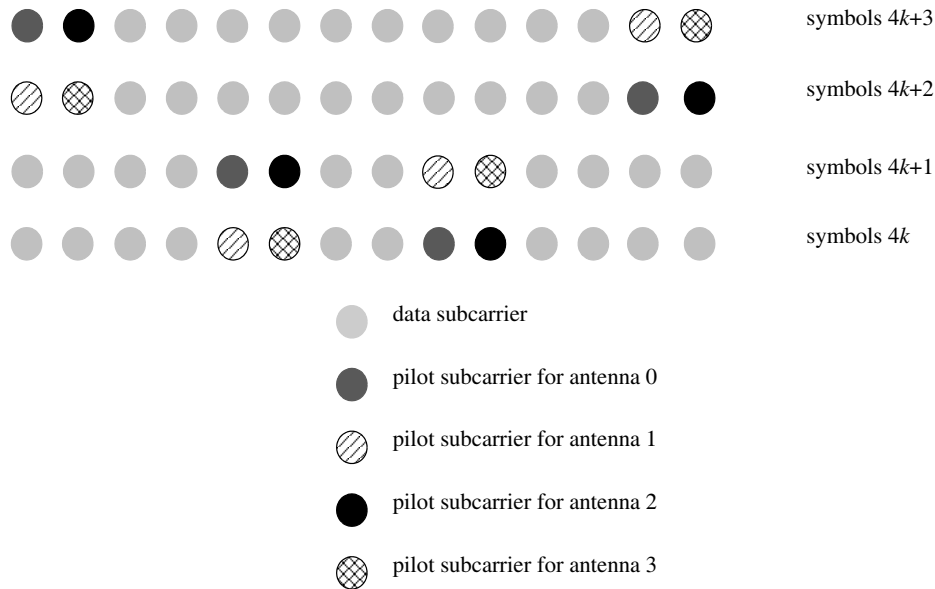 symbols 4k+3
symbols 4k+2
symbols 4k+1
symbols 4k
data subcarrier
pilot subcarrier for antenna 0
pilot subcarrier for antenna 1
pilot subcarrier for antenna 2
pilot subcarrier for antenna 3